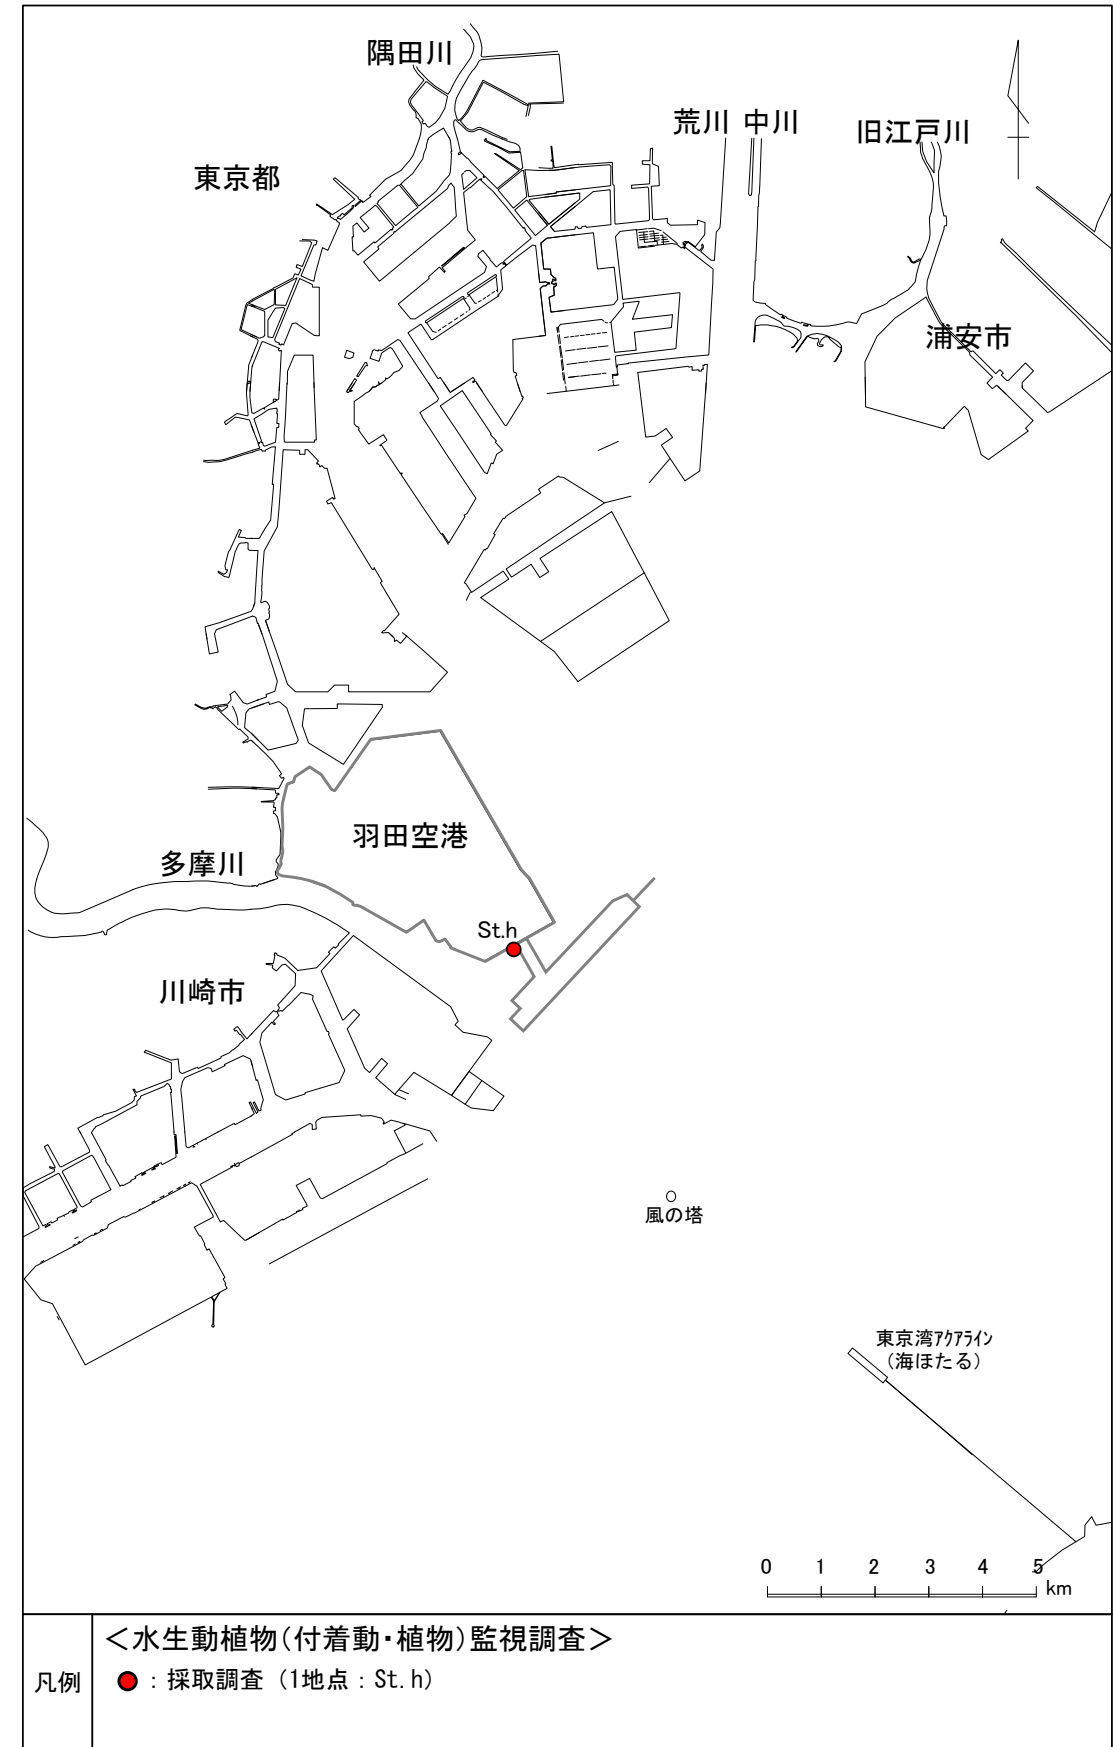 隅田川
荒川 中川
旧江戸川
東京都
浦安市
羽田空港
多摩川
St.h
川崎市
風の塔
東京湾ｱｸｱﾗｲﾝ
（海ほたる）
0 1 2 3 4 5
km
＜水生動植物（付着動・植物）監視調査＞
凡例
：採取調査（1地点：St.h）